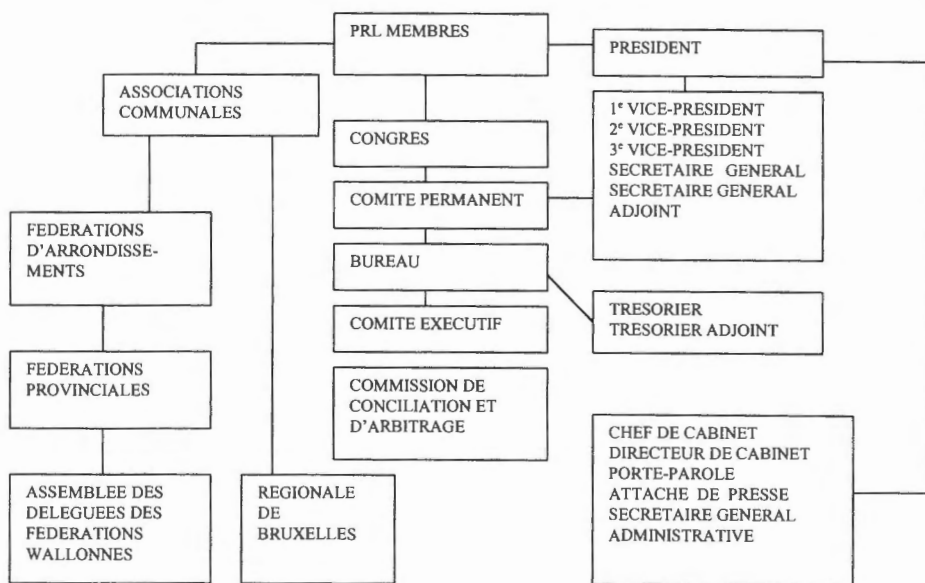 PRL MEMBRES
PRESIDENT
ASSOCIATIONS
COMMUNALES
1e VICE-PRESIDENT
2e VICE-PRESIDENT
3e VICE-PRESIDENT
SECRETAIRE GENERAL
SECRETAIRE GENERAL
ADJOINT
CONGRES
COMITE PERMANENT
FEDERATIONS
D'ARRONDISSE-
MENTS
BUREAU
TRESORIER
TRESORIER ADJOINT
COMITE EXECUTIF
FEDERATIONS
PROVINCIALES
COMMISSION DE
CONCILIATION ET
D'ARBITRAGE
CHEF DE CABINET
DIRECTEUR DE CABINET
PORTE-PAROLE
ATTACHE DE PRESSE
SECRETAIRE GENERAL
ADMINISTRATIVE
ASSEMBLEE DES
DELEGUEES DES
FEDERATIONS
WALLONNES
REGIONALE
DE
BRUXELLES